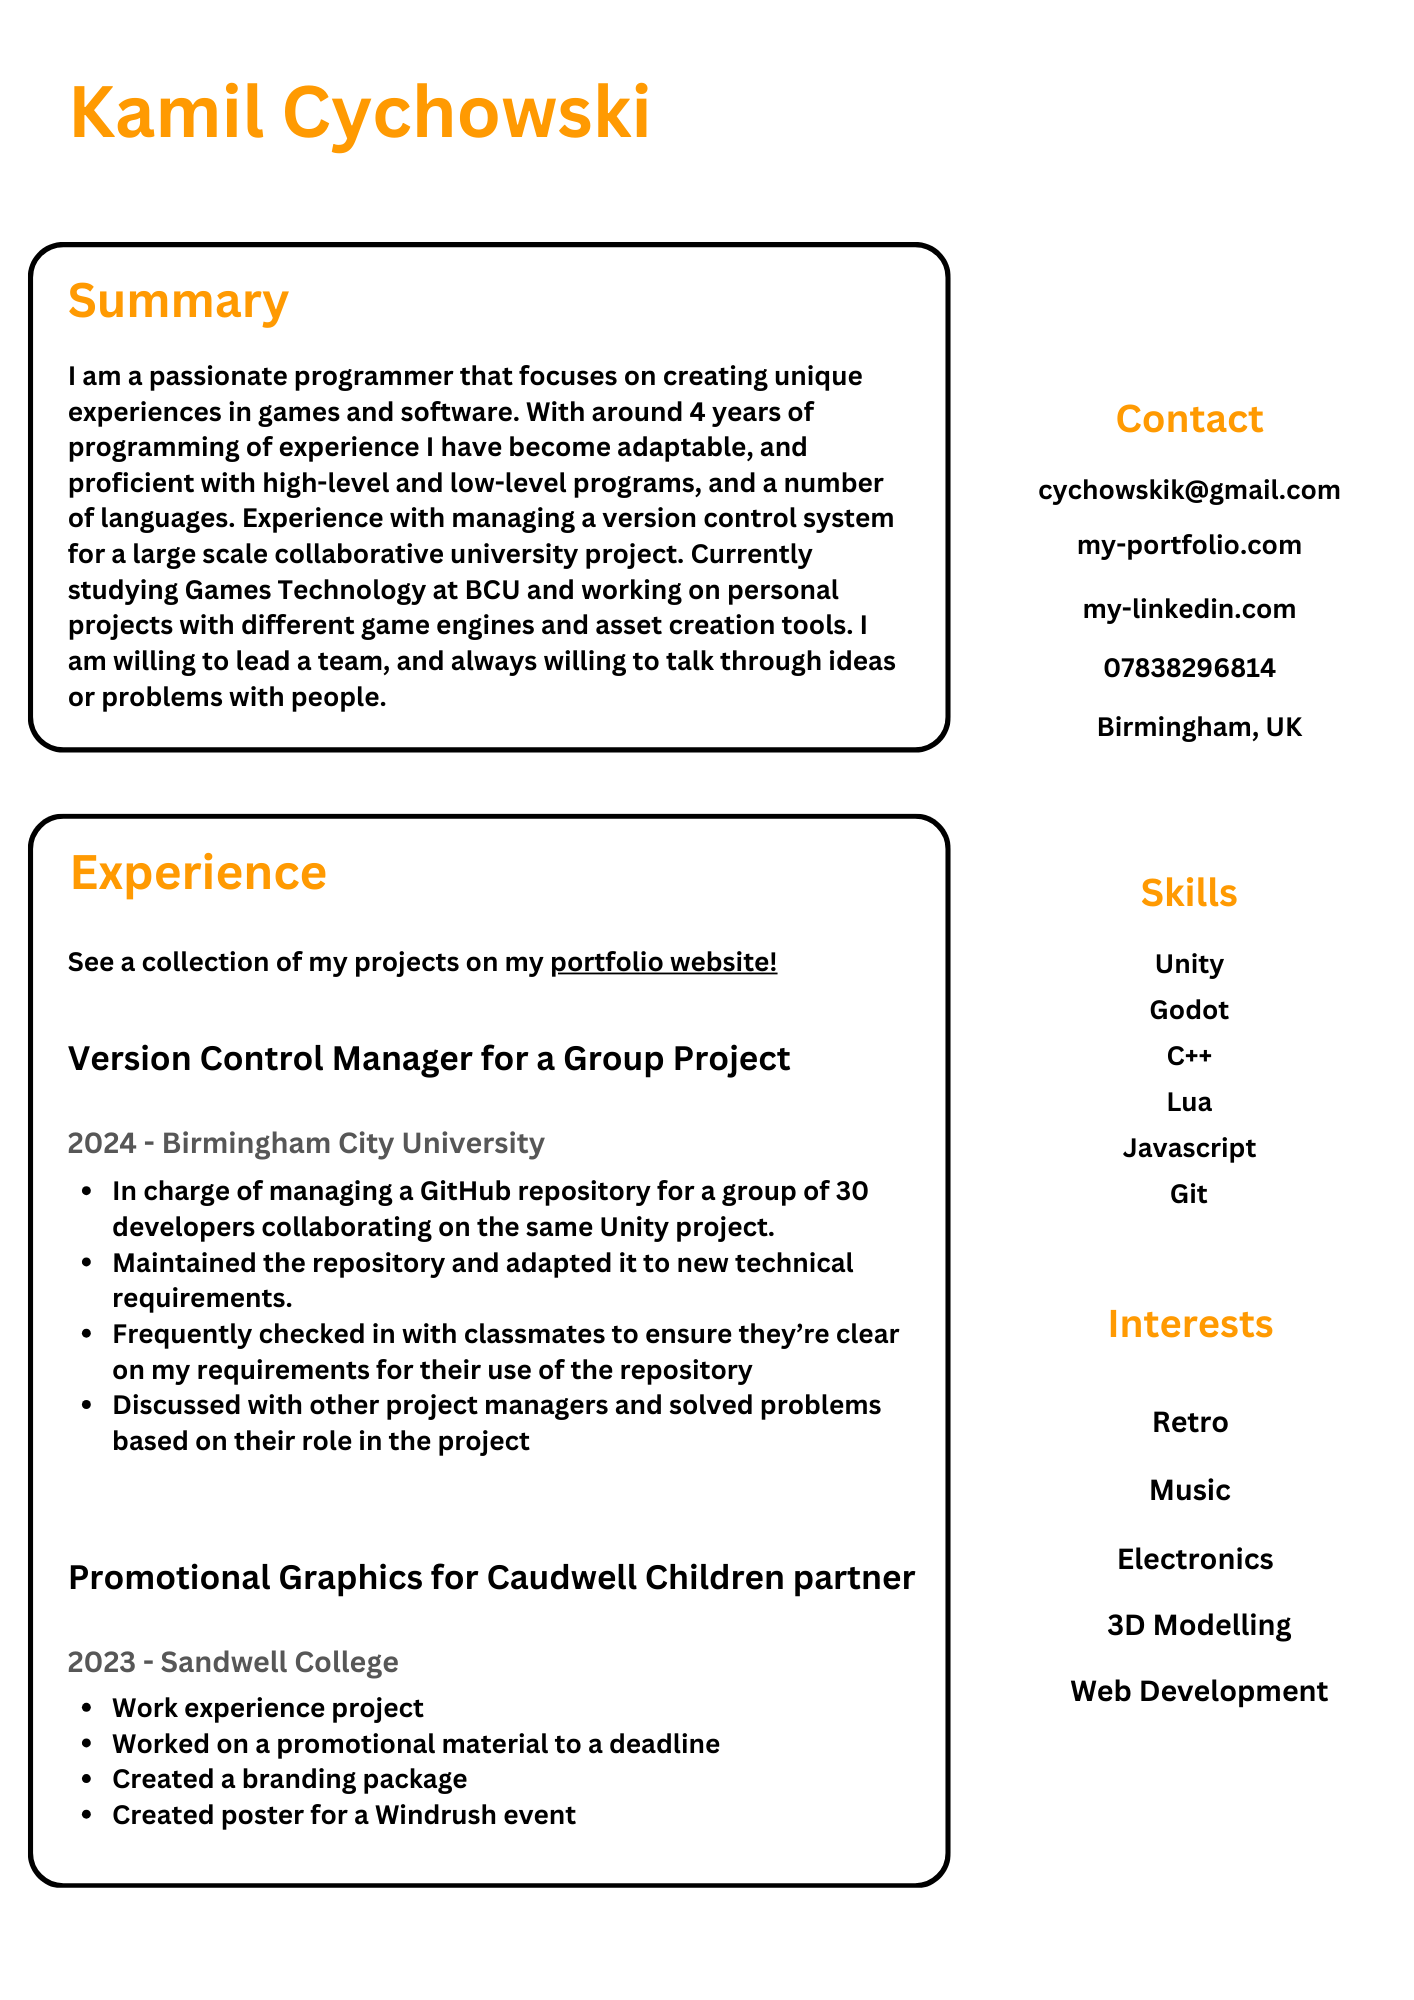 Kamil Cychowski
Summary
I am a passionate programmer that focuses on creating unique
experiences in games and software. With around 4 years of
programming of experience I have become adaptable, and
proficient with high-level and low-level programs, and a number
of languages. Experience with managing a version control system
for a large scale collaborative university project. Currently
studying Games Technology at BCU and working on personal
projects with different game engines and asset creation tools. I
am willing to lead a team, and always willing to talk through ideas
or problems with people.
Experience
See a collection of my projects on my portfolio website!
Version Control Manager for a Group Project
2024 - Birmingham City University
• In charge of managing a GitHub repository for a group of 30
developers collaborating on the same Unity project.
• Maintained the repository and adapted it to new technical
requirements.
• Frequently checked in with classmates to ensure they’re clear
on my requirements for their use of the repository
• Discussed with other project managers and solved problems
based on their role in the project
Promotional Graphics for Caudwell Children partner
2023 - Sandwell College
• Work experience project
• Worked on a promotional material to a deadline
• Created a branding package
• Created poster for a Windrush event
Contact
cychowskik@gmail.com
my-portfolio.com
my-linkedin.com
07838296814
Birmingham, UK
Skills
Unity
Godot
C++
Lua
Javascript
Git
Interests
Retro
Music
Electronics
3D Modelling
Web Development